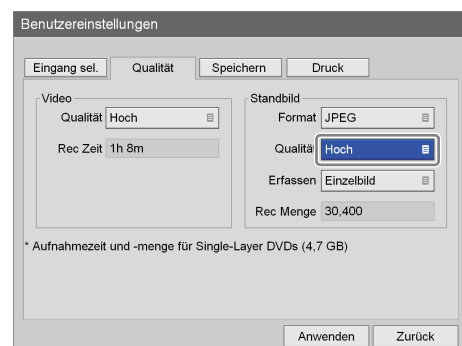 Benutzereinstellungen
Eingang sel. Qualität Speichern Druck
Video
Qualität Hoch
Rec Zeit 1h 8m
Standbild
Format JPEG
Qualität Hoch
Erfassen Einzelbild
Rec Menge 30,400
* Aufnahmezeit und -menge für Single-Layer DVDs (4,7 GB)
Anwenden Zurück